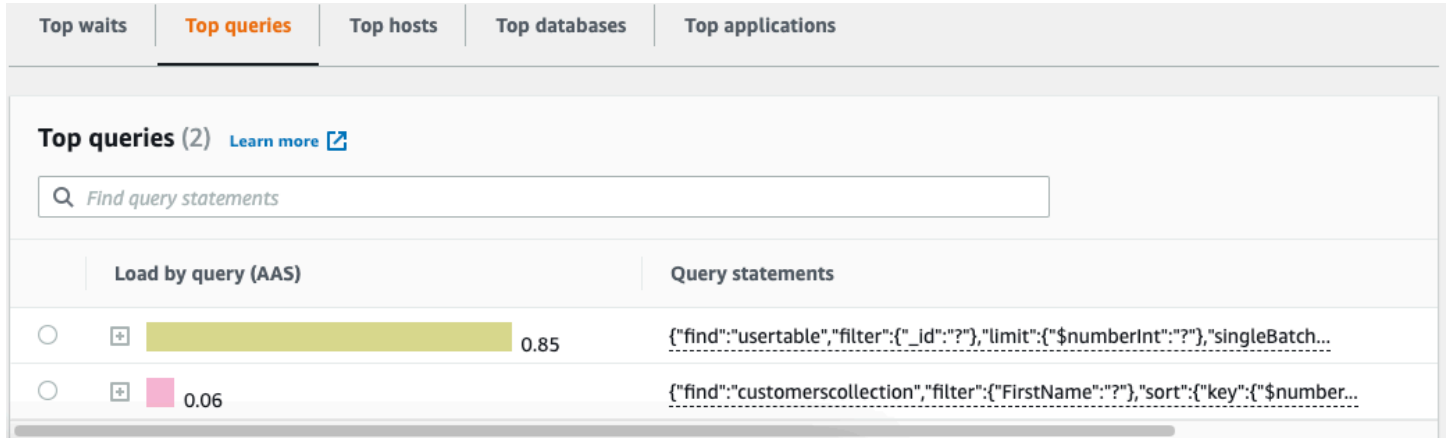 Top waits Top queries Top hosts Top databases Top applications
Top queries (2) Learn more
Find query statements
Load by query (AAS) Query statements
0.85 {"find":"usertable","filter":{"_id":"?"},"limit":{"$numberInt":"?"},"singleBatch...
0.06 {"find":"customerscollection","filter":{"FirstName":"?"},"sort":{"key":{"$number...